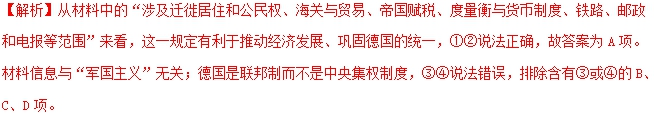 【解析】从材料中的“涉及迁徙居住和公民权、海关与贸易、帝国赋税、度量衡与货币制度、铁路、邮政
和电报等范围”来看，这一规定有利于推动经济发展、巩固德国的统一，①②说法正确，故答案为 A 项。
材料信息与“军国主义”无关；德国是联邦制而不是中央集权制度，③④说法错误，排除含有③或④的 B、
C、D 项。